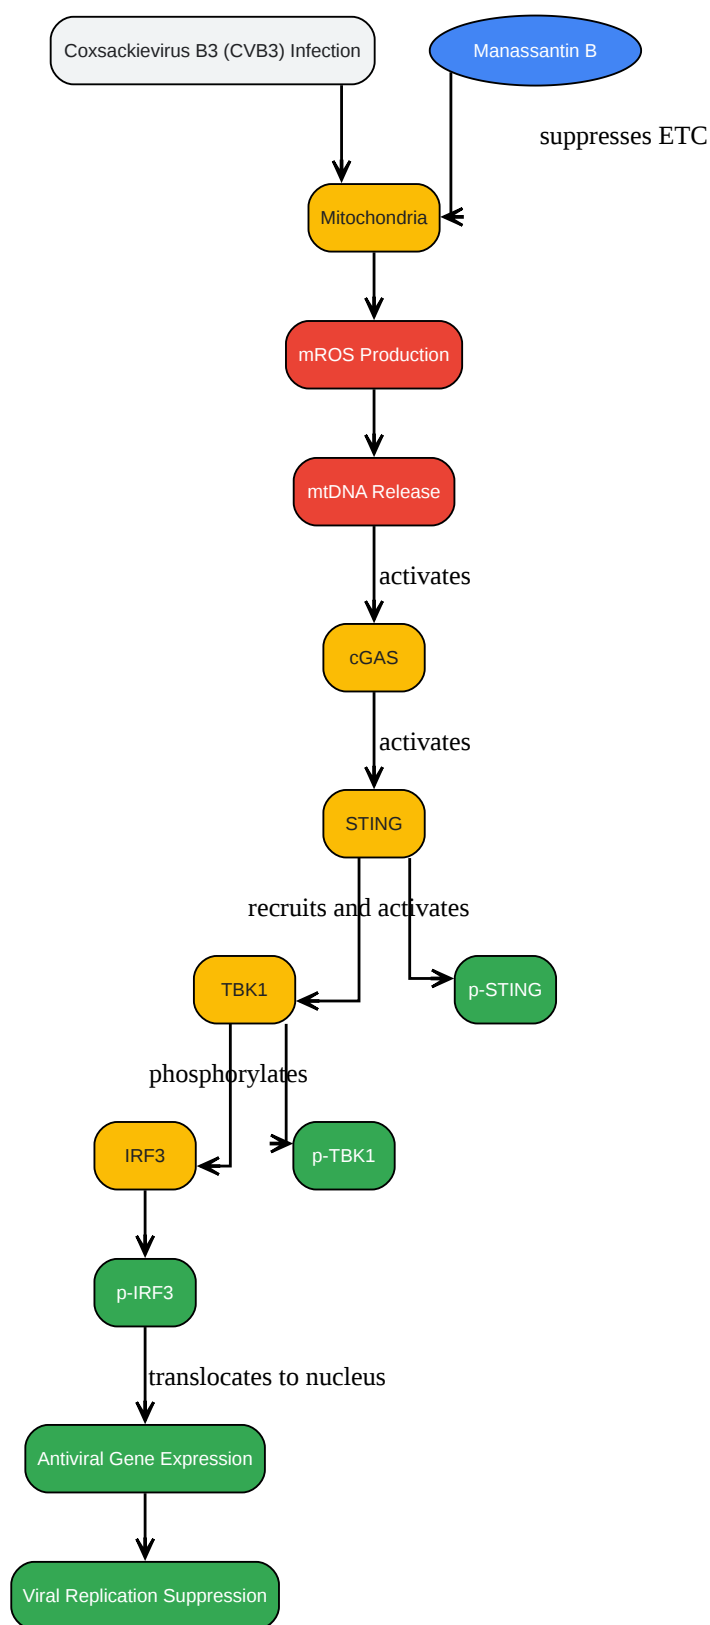 Coxsackievirus B3 (CVB3) Infection
Manassantin B
suppresses ETC
Mitochondria
mROS Production
mtDNA Release
activates
cGAS
activates
STING
recruits and activates
TBK1
p-STING
phosphorylates
IRF3
p-TBK1
p-IRF3
translocates to nucleus
Antiviral Gene Expression
Viral Replication Suppression